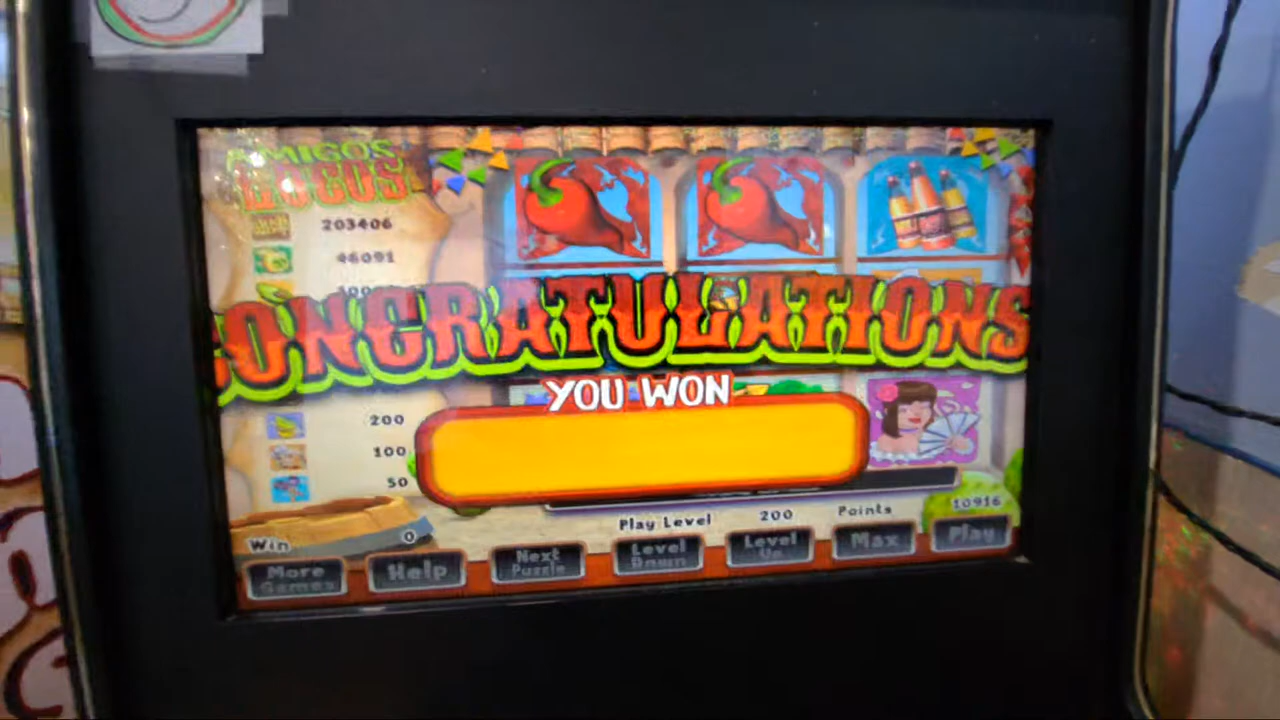 AMIGOS
LOCOS
203406
46091
CONGRATULATIONS
YOU WON
200
100
50
Play Level 200 Points 10916
Win 0
More Games
Help
Next Puzzle
Level Down
Level Up
Max
Play